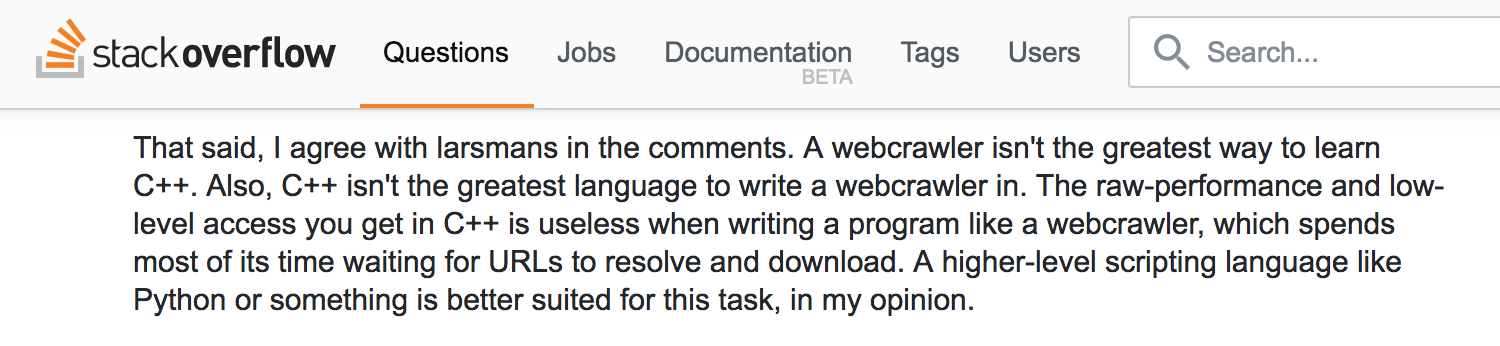 stackoverflow Questions Jobs Documentation Tags Users Search...
BETA
That said, I agree with larsmans in the comments. A webcrawler isn't the greatest way to learn
C++. Also, C++ isn't the greatest language to write a webcrawler in. The raw-performance and low-
level access you get in C++ is useless when writing a program like a webcrawler, which spends
most of its time waiting for URLs to resolve and download. A higher-level scripting language like
Python or something is better suited for this task, in my opinion.